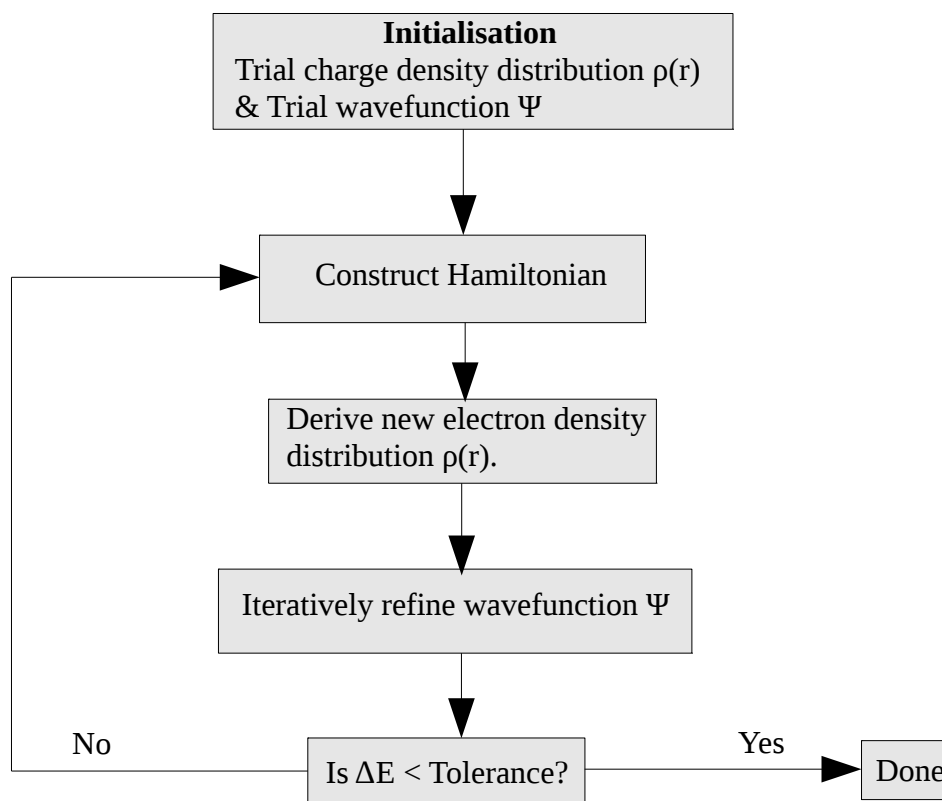 Initialisation
Trial charge density distribution ρ(r)
& Trial wavefunction Ψ
Construct Hamiltonian
Derive new electron density
distribution ρ(r).
Iteratively refine wavefunction Ψ
No
Is ΔE < Tolerance?
Yes
Done